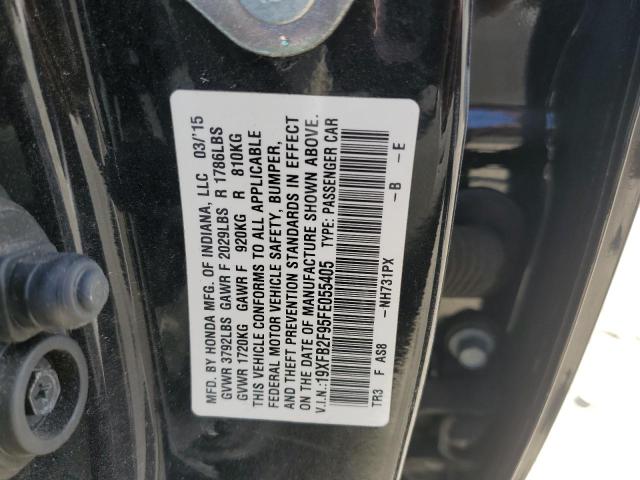 MFD. BY HONDA MFG. OF INDIANA, LLC 03/'15
GVWR 3792LBS GAWR F 2029LBS R 1786LBS
GVWR 1720KG GAWR F 920KG R 810KG
THIS VEHICLE CONFORMS TO ALL APPLICABLE
FEDERAL MOTOR VEHICLE SAFETY, BUMPER,
AND THEFT PREVENTION STANDARDS IN EFFECT
ON THE DATE OF MANUFACTURE SHOWN ABOVE.
V.I.N.:19XFB2F95FE055405 TYPE: PASSENGER CAR
TR3 F AS8 -NH731PX -B -E